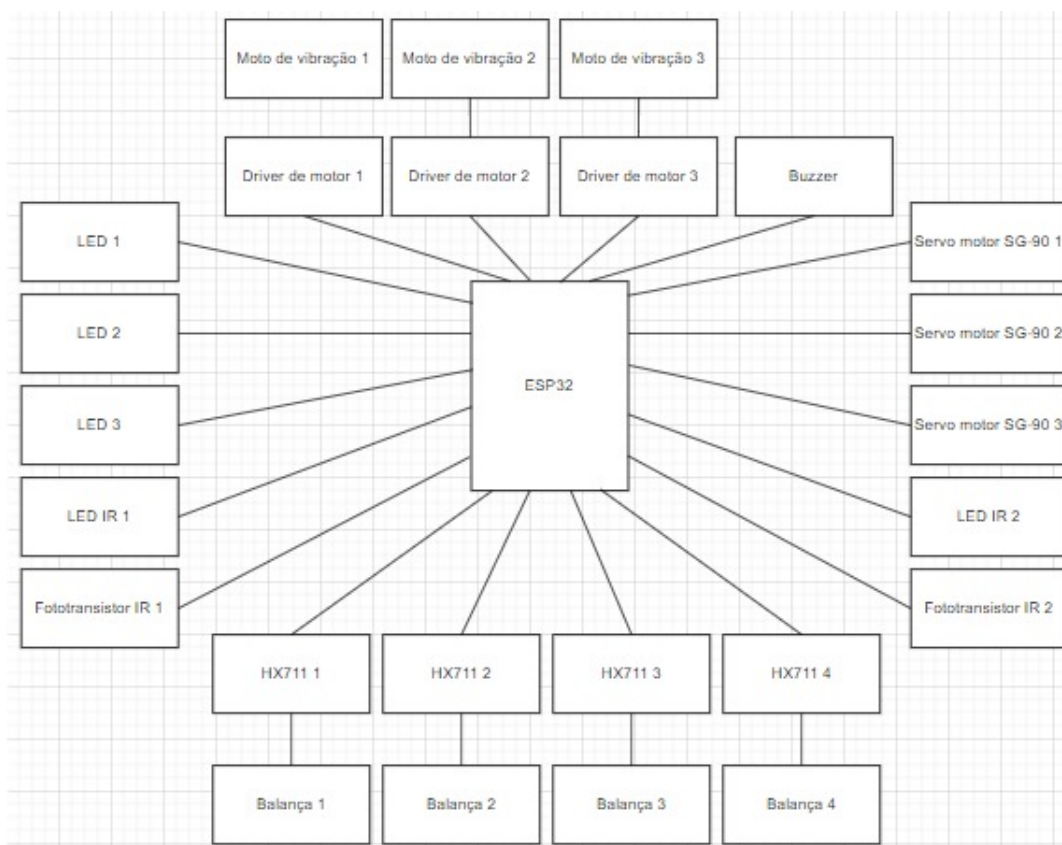 Moto de vibração 1
Moto de vibração 2
Moto de vibração 3
Driver de motor 1
Driver de motor 2
Driver de motor 3
Buzzer
LED 1
Servo motor SG-90 1
LED 2
Servo motor SG-90 2
ESP32
LED 3
Servo motor SG-90 3
LED IR 1
LED IR 2
Fototransistor IR 1
Fototransistor IR 2
HX711 1
HX711 2
HX711 3
HX711 4
Balança 1
Balança 2
Balança 3
Balança 4